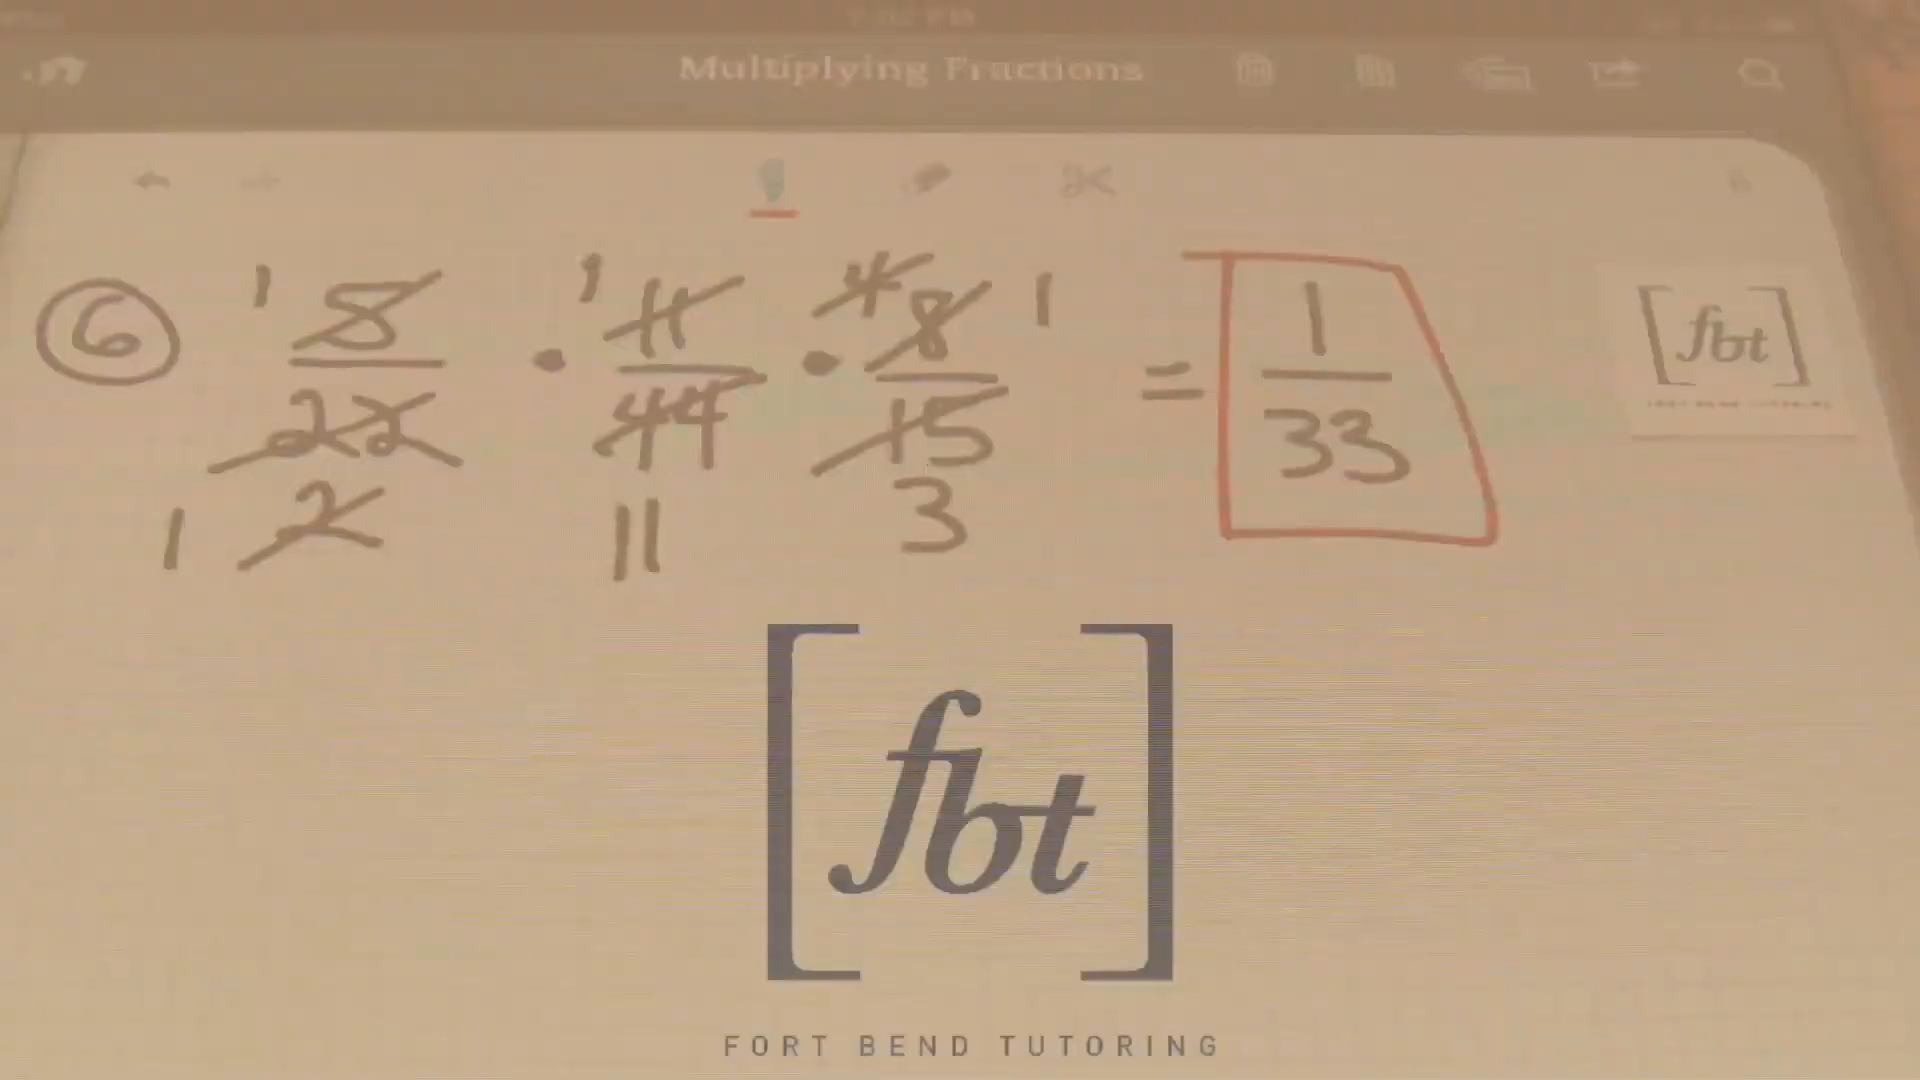 Multiplying Fractions
⑥ 1 8/22 1 2 · 1 11/44 11 · 4 8/15 1 3 = 1/33
[fbt]
[fbt]
FORT BEND TUTORING